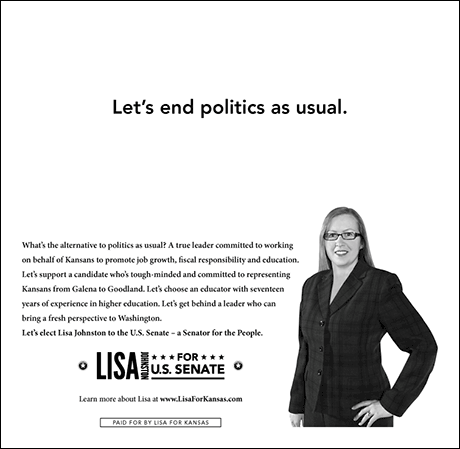 Let's end politics as usual.
What's the alternative to politics as usual? A true leader committed to working
on behalf of Kansans to promote job growth, fiscal responsibility and education.
Let's support a candidate who's tough-minded and committed to representing
Kansans from Galena to Goodland. Let's choose an educator with seventeen
years of experience in higher education. Let's get behind a leader who can
bring a fresh perspective to Washington.
Let's elect Lisa Johnston to the U.S. Senate – a Senator for the People.
LISA JOHNSTON FOR
U.S. SENATE
Learn more about Lisa at www.LisaForKansas.com
PAID FOR BY LISA FOR KANSAS